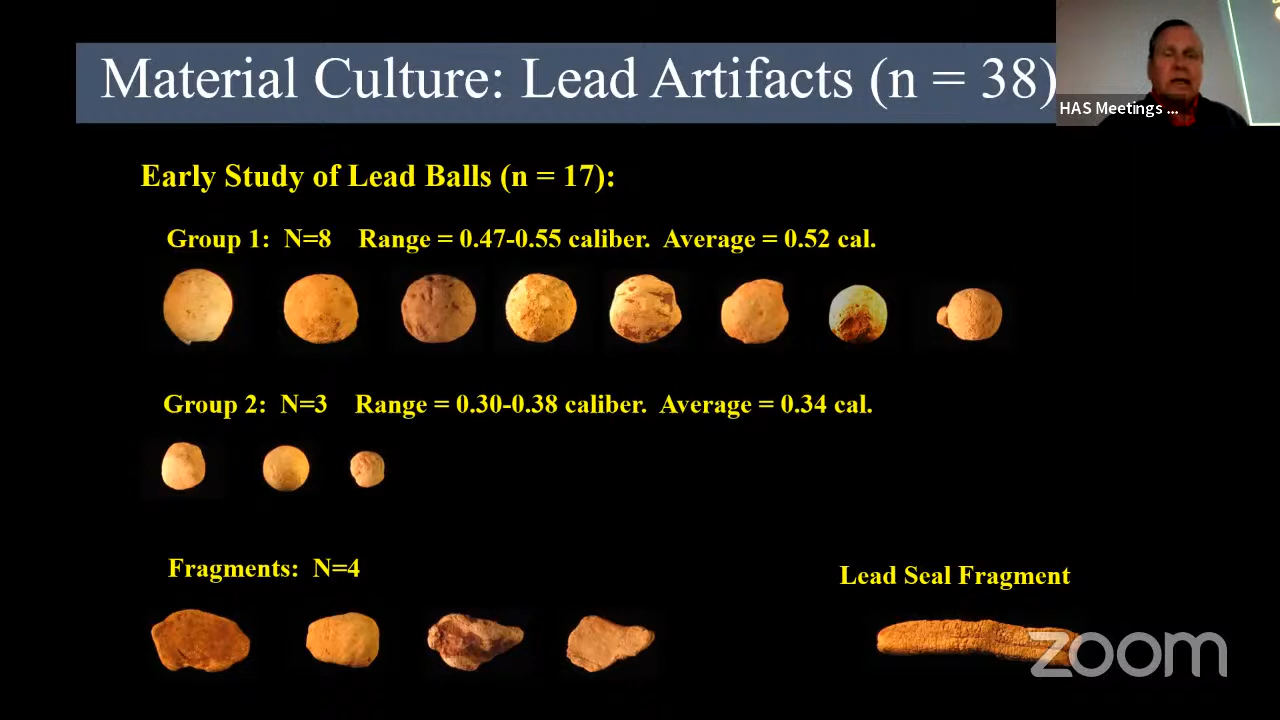 Material Culture: Lead Artifacts (n = 38)
HAS Meetings ...
Early Study of Lead Balls (n = 17):
Group 1: N=8 Range = 0.47-0.55 caliber. Average = 0.52 cal.
Group 2: N=3 Range = 0.30-0.38 caliber. Average = 0.34 cal.
Fragments: N=4
Lead Seal Fragment
zoom